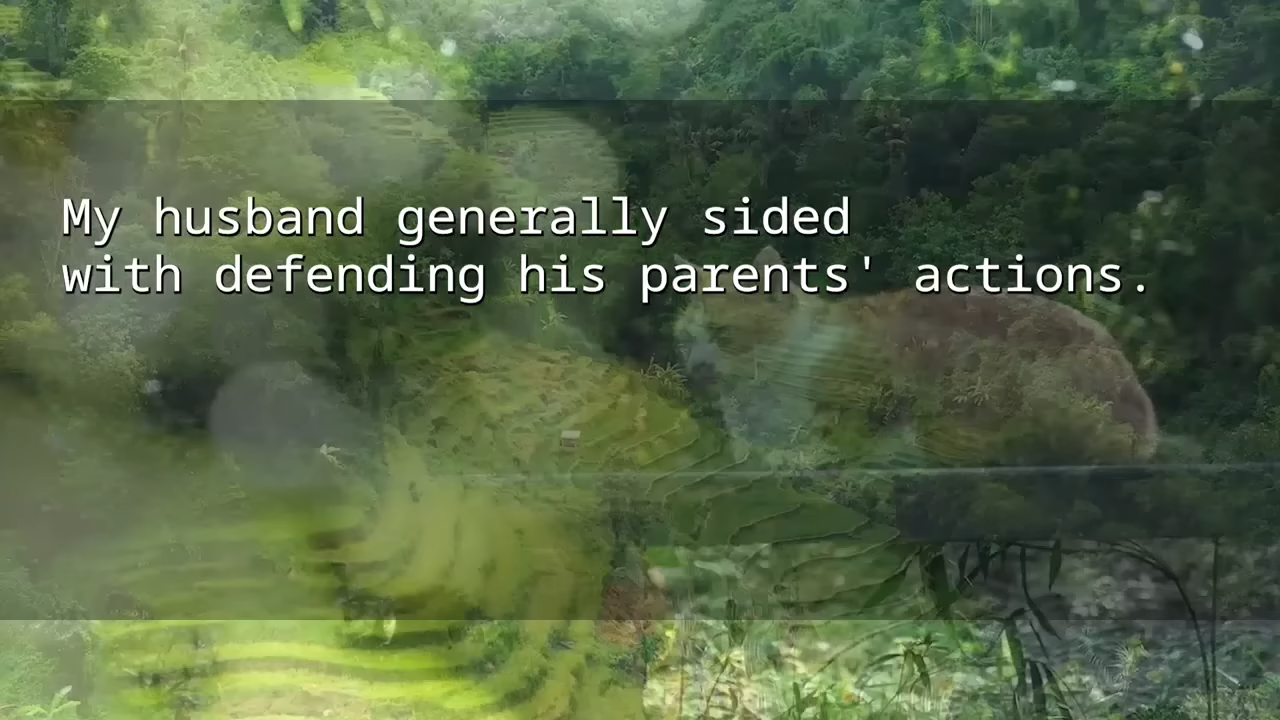 My husband generally sided
with defending his parents' actions.